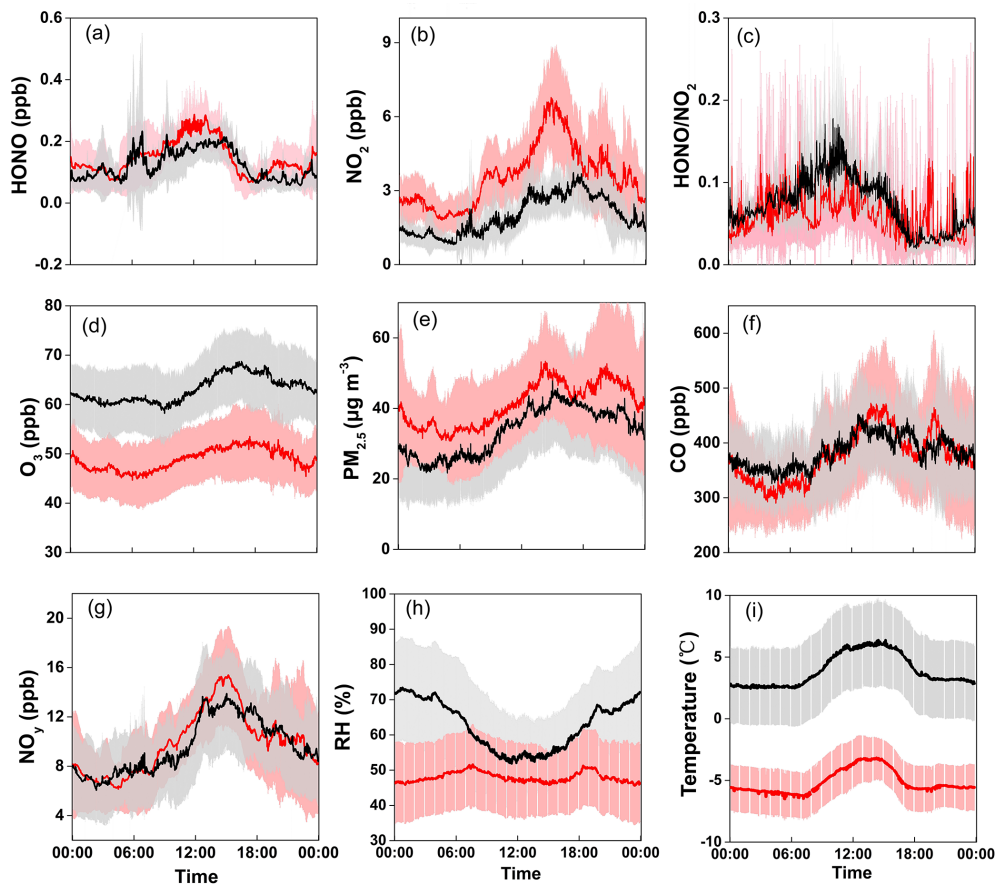 (a)
HONO (ppb)
0.6
0.4
0.2
0.0
-0.2
(b)
NO2 (ppb)
9
6
3
0
(c)
HONO/NO2
0.3
0.2
0.1
0.0
(d)
O3 (ppb)
80
70
60
50
40
30
(e)
PM2.5 (µg m-3)
60
40
20
0
(f)
CO (ppb)
600
500
400
300
200
(g)
NOy (ppb)
20
16
12
8
4
00:00 06:00 12:00 18:00 00:00
Time
(h)
RH (%)
100
90
80
70
60
50
40
30
00:00 06:00 12:00 18:00 00:00
Time
(i)
Temperature (℃)
10
5
0
-5
-10
00:00 06:00 12:00 18:00 00:00
Time